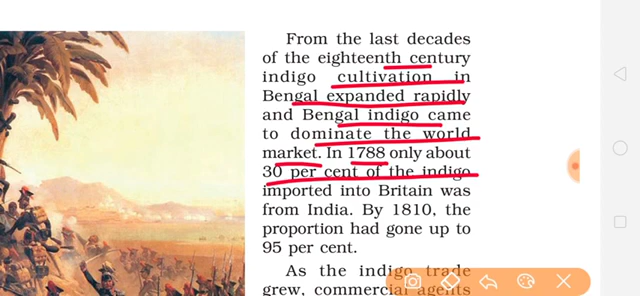 From the last decades
of the eighteenth century
indigo cultivation in
Bengal expanded rapidly
and Bengal indigo came
to dominate the world
market. In 1788 only about
30 per cent of the indigo
imported into Britain was
from India. By 1810, the
proportion had gone up to
95 per cent.
As the indigo trade
grew, commercial agents